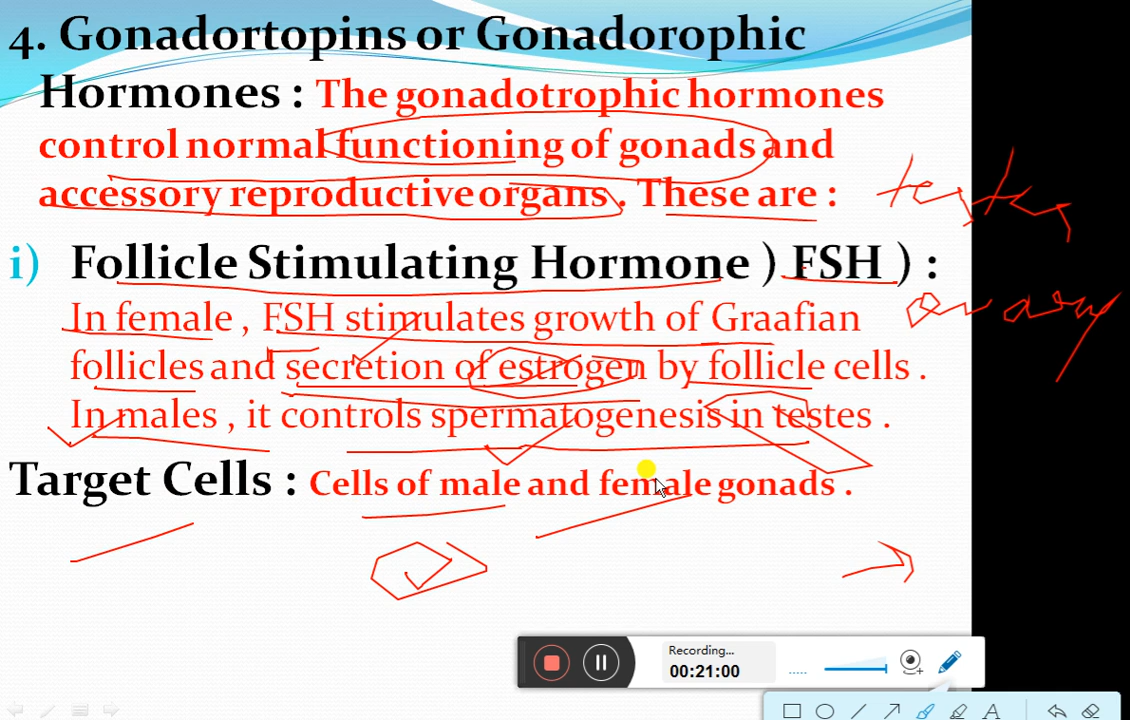 4. Gonadortopins or Gonadorophic
Hormones : The gonadotrophic hormones
control normal functioning of gonads and
accessory reproductive organs . These are :
testes
i) Follicle Stimulating Hormone ) FSH ) :
In female , FSH stimulates growth of Graafian
ovary
follicles and secretion of estrogen by follicle cells .
In males , it controls spermatogenesis in testes .
Target Cells : Cells of male and female gonads .
Recording...
00:21:00
A